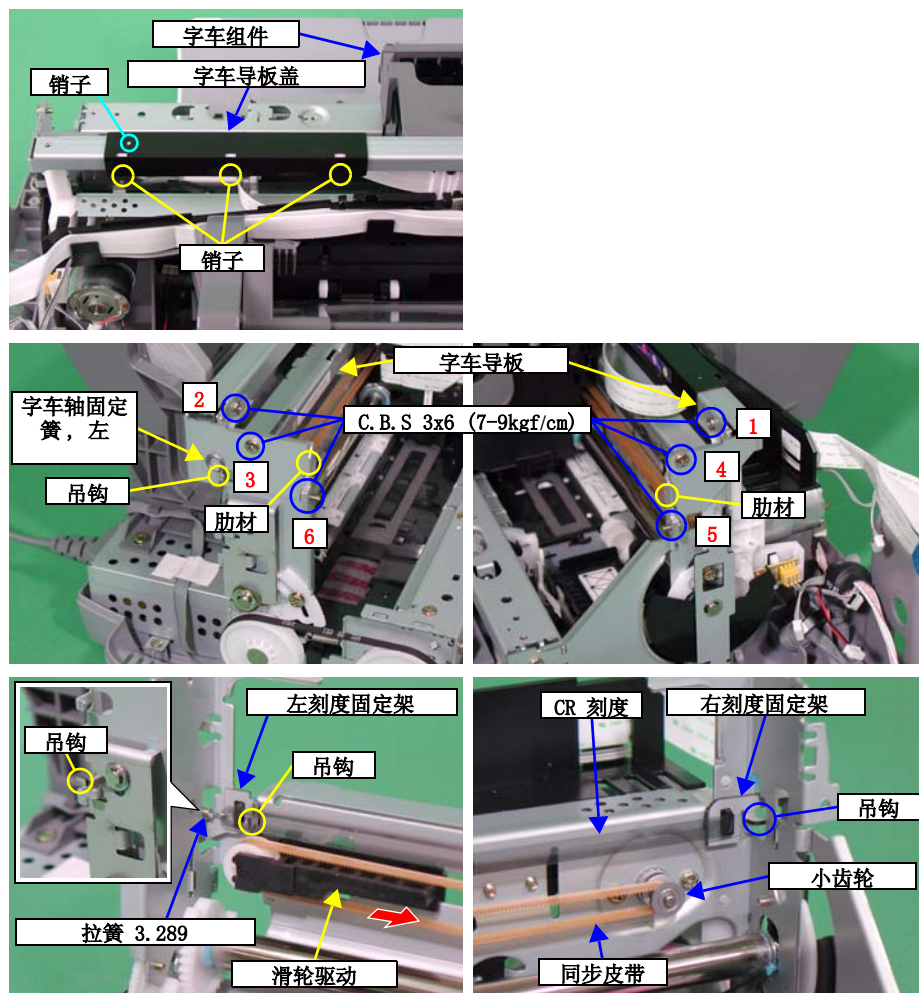 字车组件
字车导板盖
销子
销子
字车导板
2
字车轴固定
簧，左
C.B.S 3x6 (7-9kgf/cm)
1
3
4
吊钩
肋材
肋材
6
5
左刻度固定架
CR 刻度
右刻度固定架
吊钩
吊钩
吊钩
小齿轮
拉簧 3.289
滑轮驱动
同步皮带